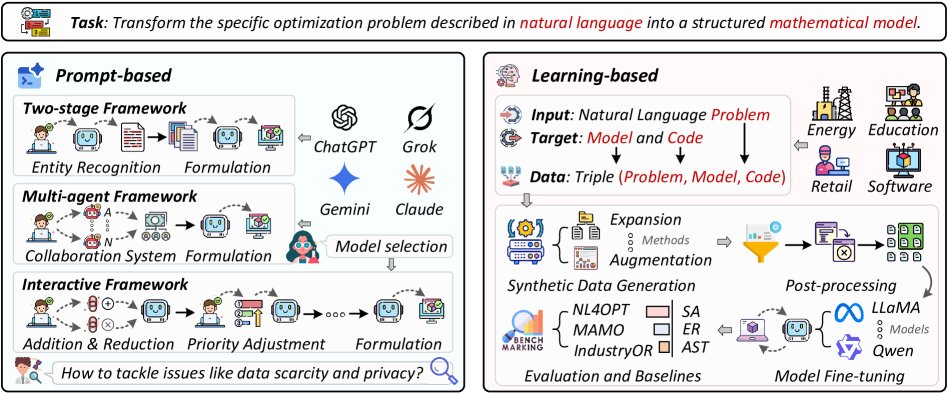 Task: Transform the specific optimization problem described in natural language into a structured mathematical model.
Prompt-based
Two-stage Framework
Entity Recognition
Formulation
ChatGPT
Grok
Gemini
Claude
Multi-agent Framework
A
N
Collaboration System
Formulation
Model selection
Interactive Framework
Addition & Reduction
Priority Adjustment
Formulation
How to tackle issues like data scarcity and privacy?
Learning-based
Input: Natural Language Problem
Target: Model and Code
Data: Triple (Problem, Model, Code)
Energy
Education
Retail
Software
Expansion
Methods
Augmentation
Synthetic Data Generation
Post-processing
NL4OPT
MAMO
IndustryOR
SA
ER
AST
BENCH
MARKING
Evaluation and Baselines
LLaMA
Models
Qwen
Model Fine-tuning